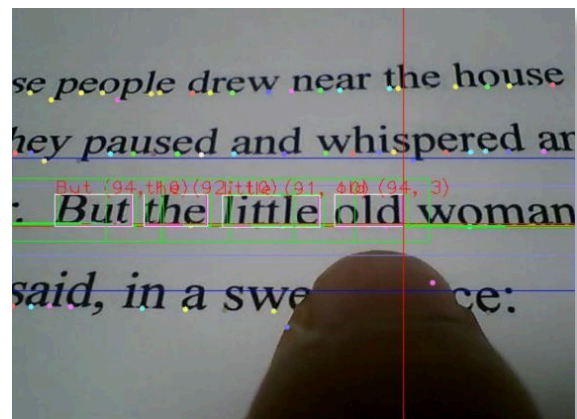 se people drew near the house
hey paused and whispered ar
: But the little old woman
said, in a swe ce: